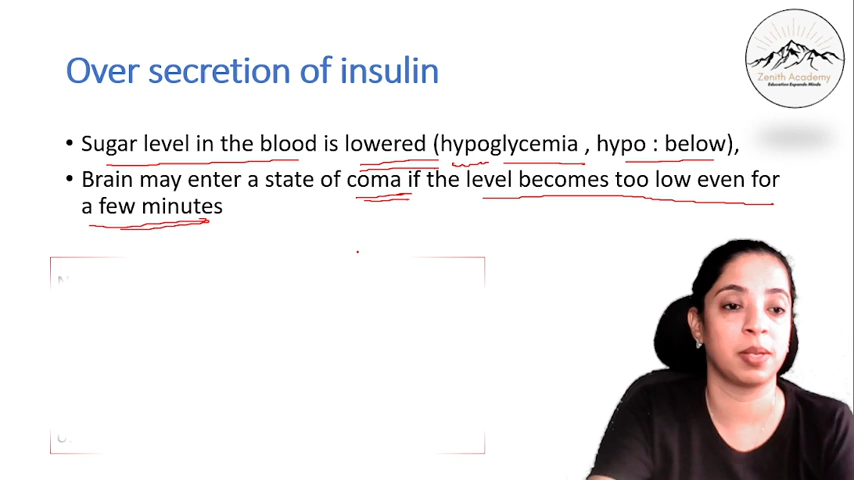 Over secretion of insulin
Zenith Academy
Education Expands Minds
• Sugar level in the blood is lowered (hypoglycemia , hypo : below),
• Brain may enter a state of coma if the level becomes too low even for
a few minutes